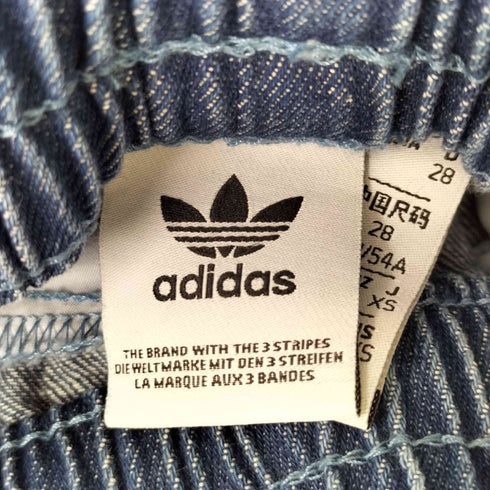 adidas
THE BRAND WITH THE 3 STRIPES
DIE WELTMARKE MIT DEN 3 STREIFEN
LA MARQUE AUX 3 BANDES
D
28
中国尺码
28
/54A
J
XS